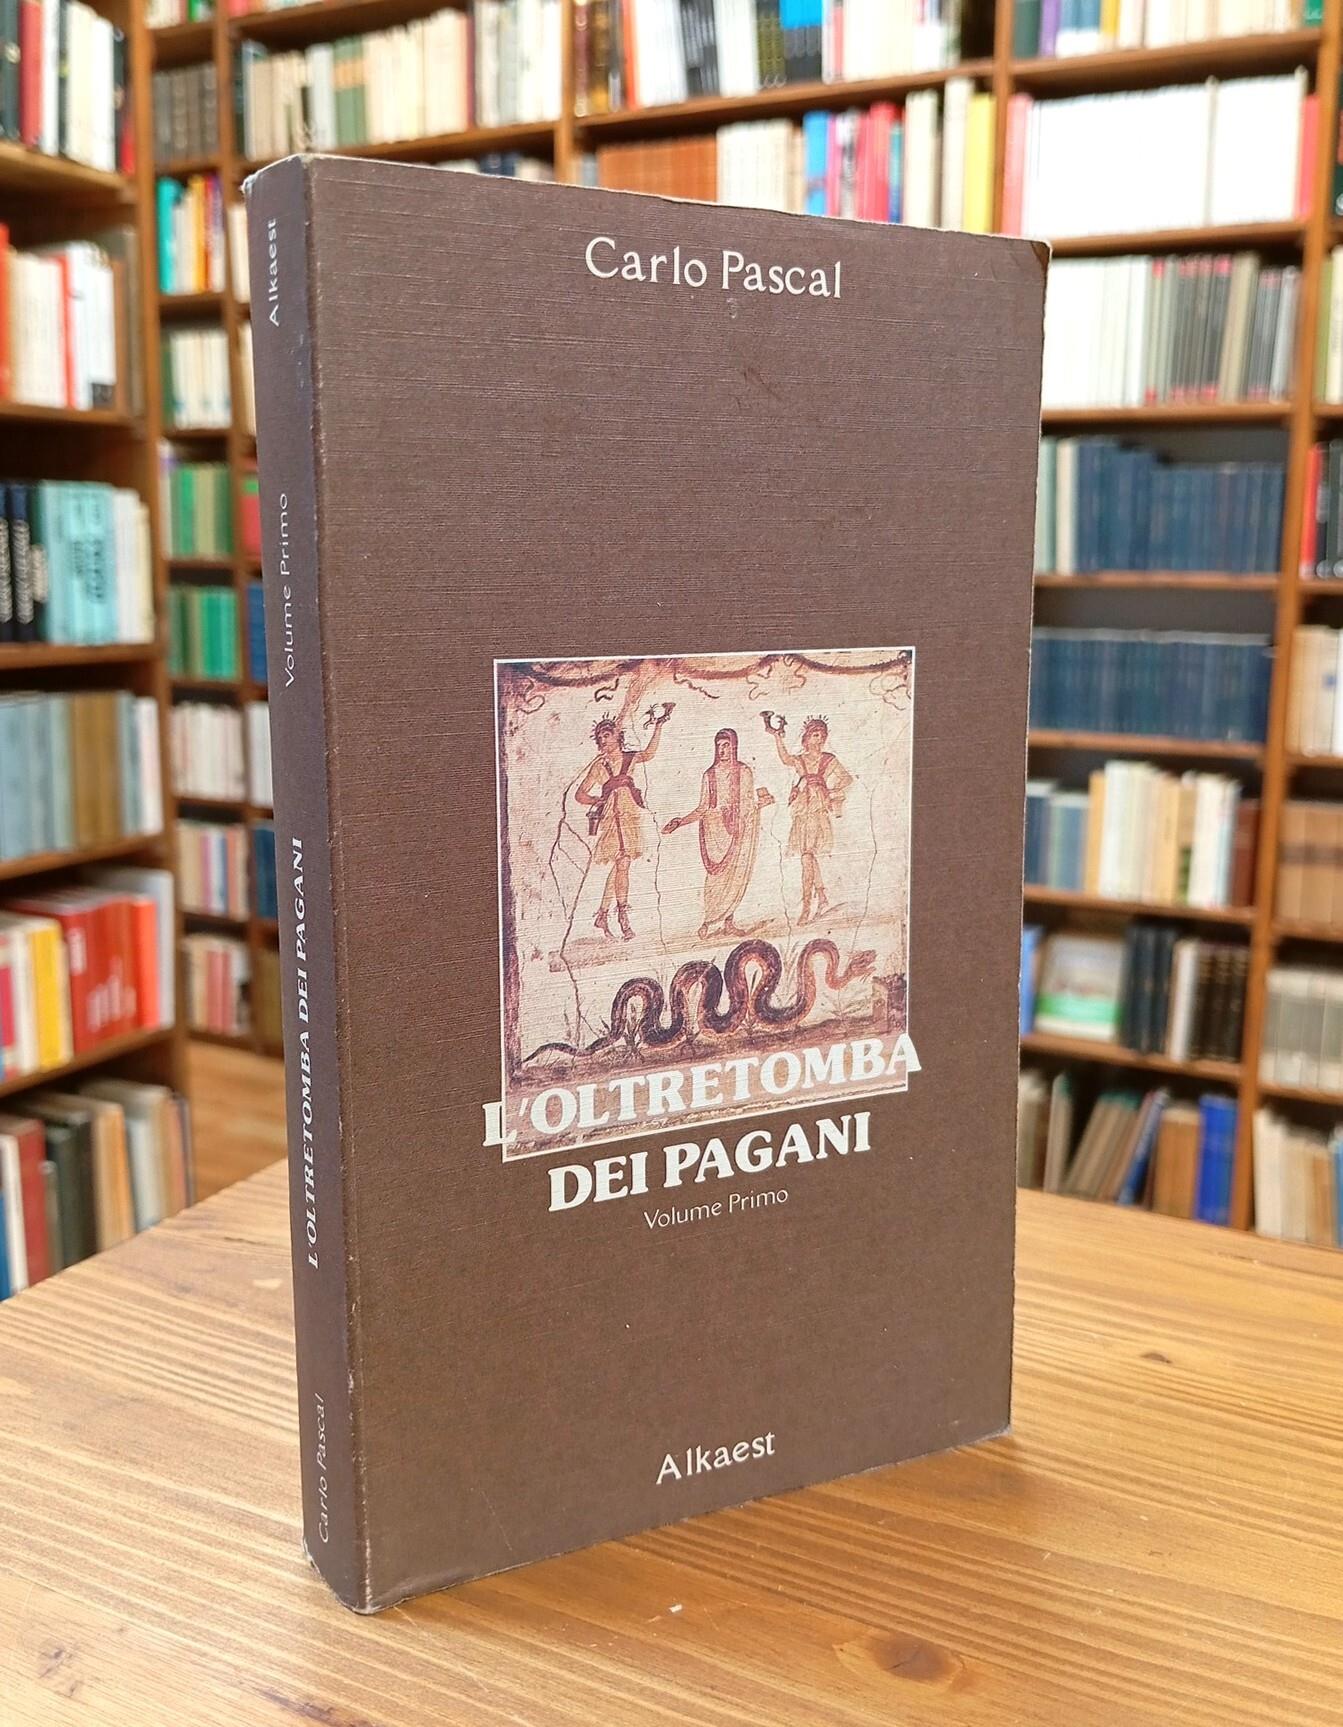 Carlo Pascal
L'OLTRETOMBA
DEI PAGANI
Volume Primo
Alkaest
Carlo Pascal
L'OLTRETOMBA DEI PAGANI
Volume Primo
Alkaest